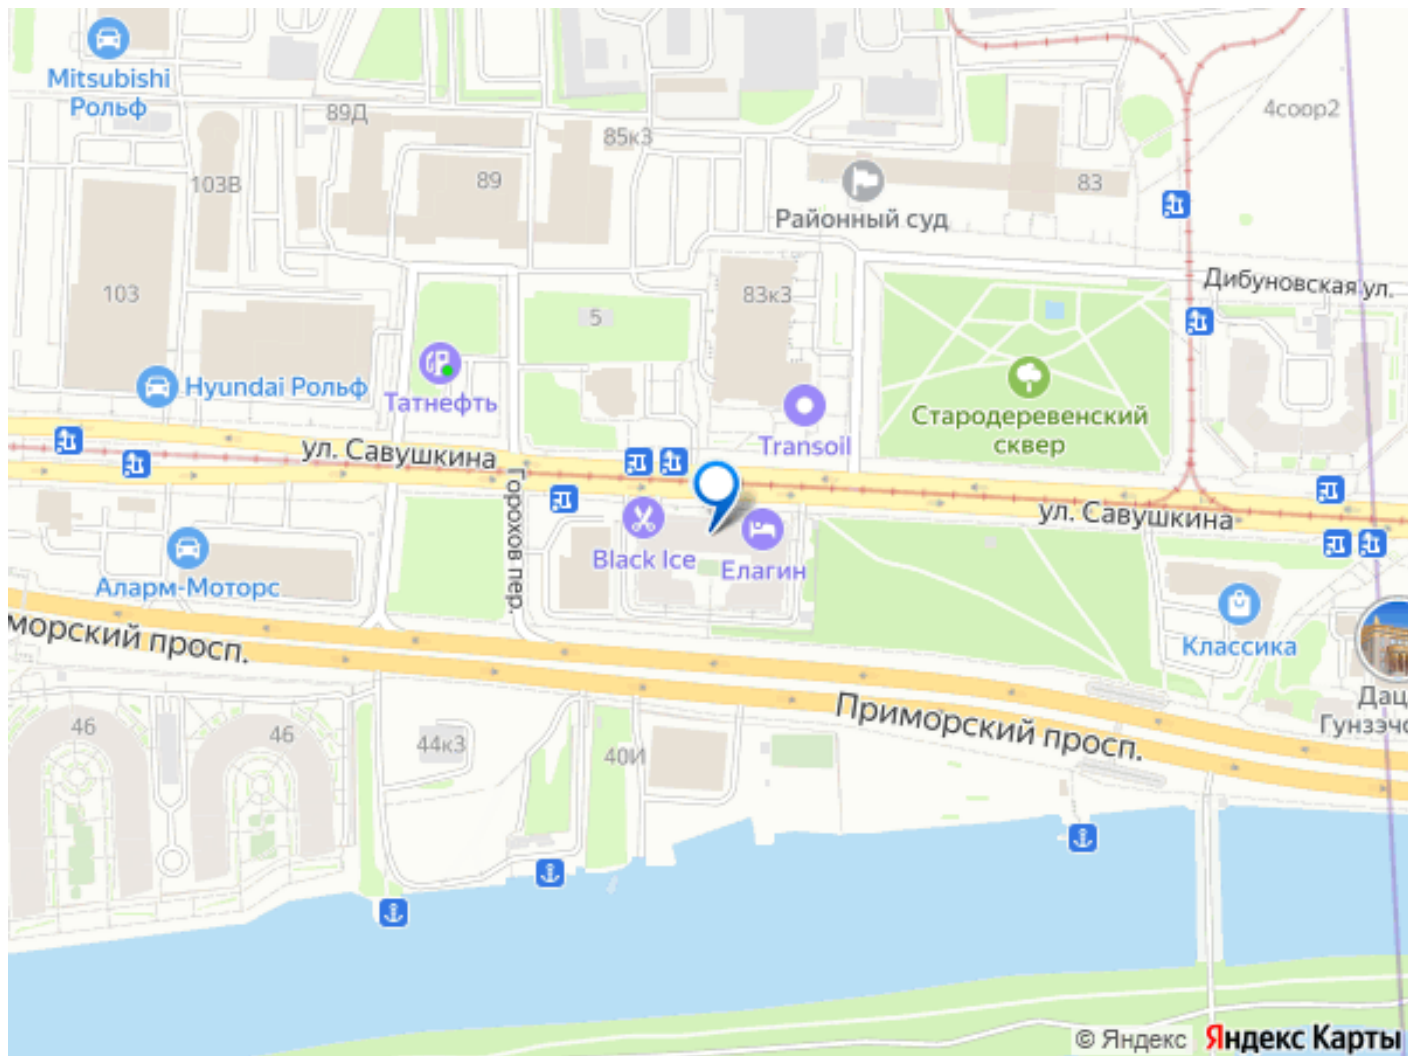 Mitsubishi
Рольф
89Д
4соор2
85к3
103В
89
83
Районный суд
Дибуновская ул.
103
83к3
5
Hyundai Рольф
Татнефть
Стародеревенский
сквер
Transoil
ул. Савушкина
Горохов пер.
ул. Савушкина
Black Ice
Елагин
Аларм-Моторс
морский просп.
Классика
Дац
Гунзэчо
Приморский просп.
46
46
44к3
40И
© Яндекс
Яндекс Карты